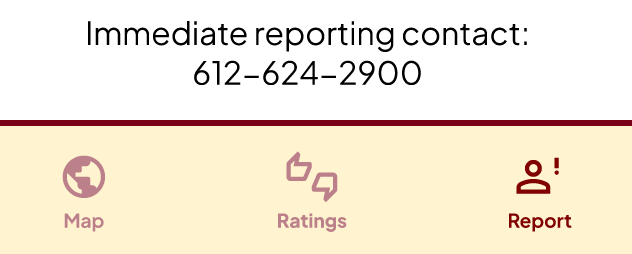 Immediate reporting contact:
612-624-2900
Map
Ratings
Report